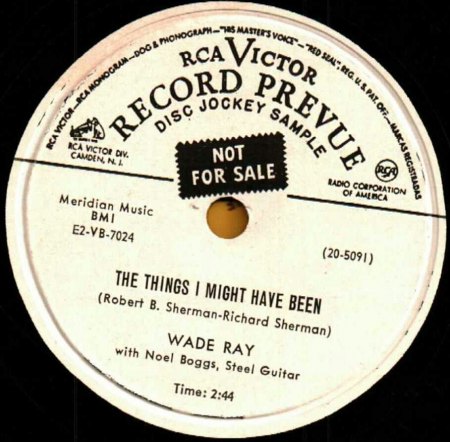 RCA VICTOR—RCA MONOGRAM—DOG & PHONOGRAPH—"HIS MASTER'S VOICE"—"RED SEAL", REG. U. S. PAT. OFF.—MARCAS REGISTRADAS
RCA VICTOR
RECORD PREVUE
DISC JOCKEY SAMPLE
RCA VICTOR DIV.
CAMDEN, N. J.
NOT
FOR SALE
RCA
RADIO CORPORATION
OF AMERICA
Meridian Music
BMI
E2-VB-7024
(20-5091)
THE THINGS I MIGHT HAVE BEEN
(Robert B. Sherman-Richard Sherman)
WADE RAY
with Noel Boggs, Steel Guitar
Time: 2:44